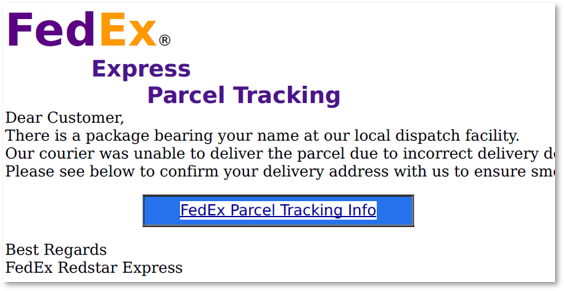 FedEx®
Express
Parcel Tracking
Dear Customer,
There is a package bearing your name at our local dispatch facility.
Our courier was unable to deliver the parcel due to incorrect delivery
Please see below to confirm your delivery address with us to ensure
FedEx Parcel Tracking Info
Best Regards
FedEx Redstar Express